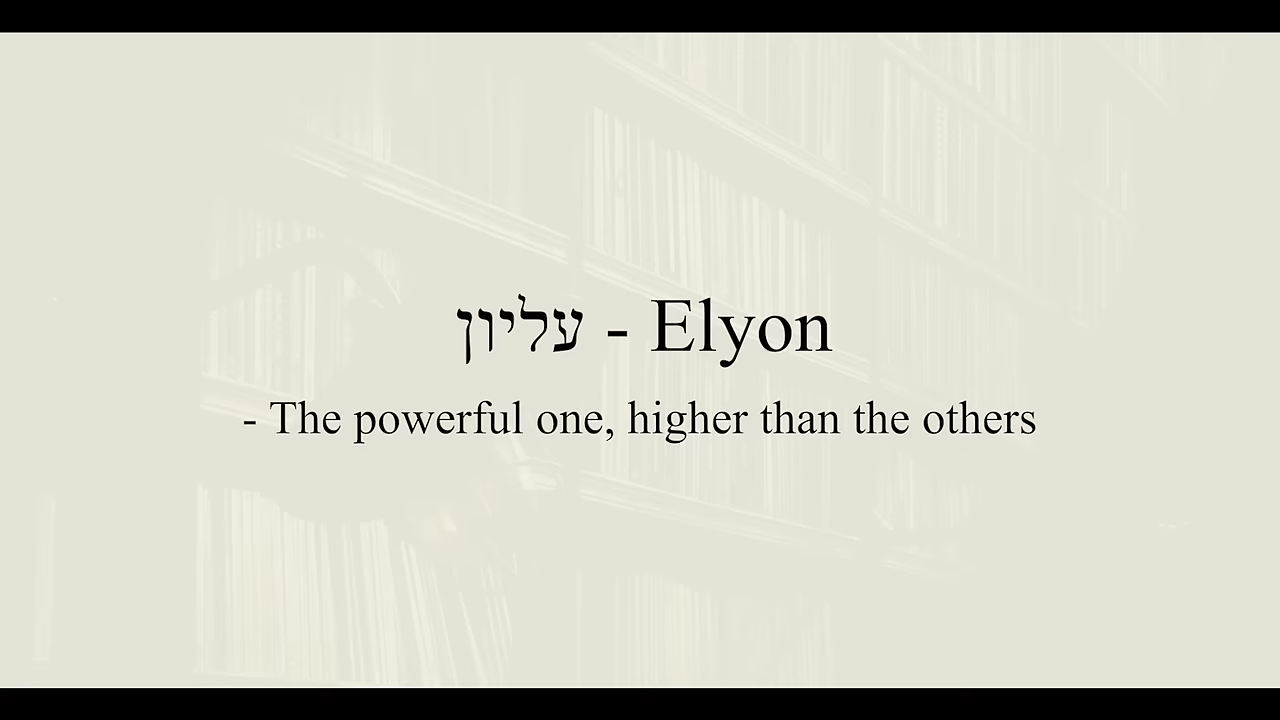 עליון - Elyon
- The powerful one, higher than the others